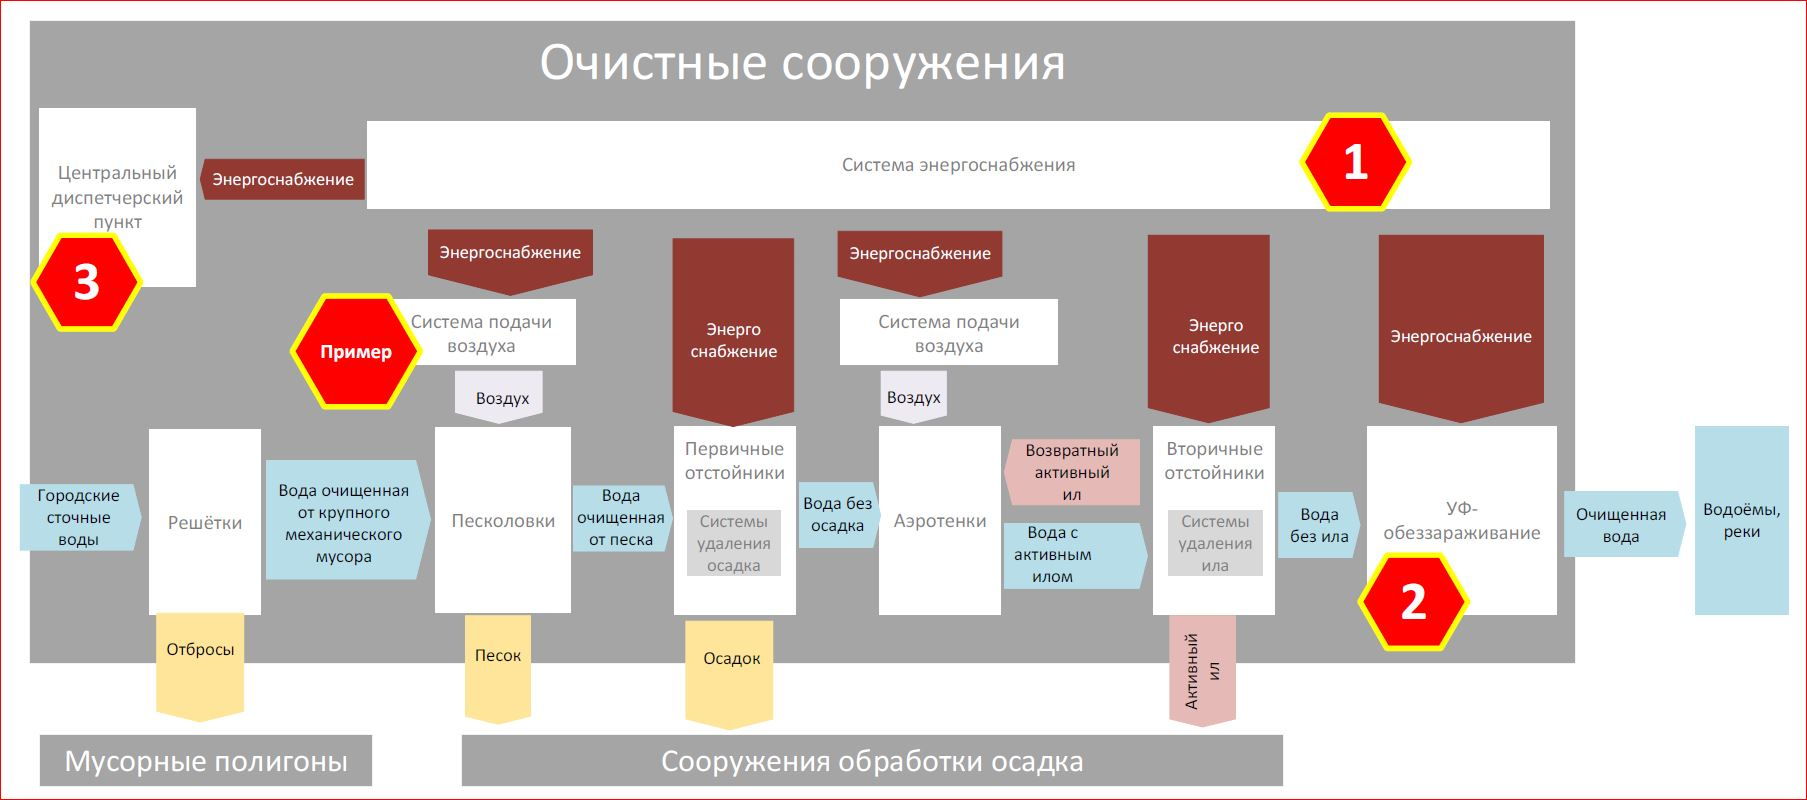 Очистные сооружения
Центральный
диспетчерский
пункт
3
Энергоснабжение
Система энергоснабжения
1
Энергоснабжение
Пример
Система подачи
воздуха
Воздух
Энерго
снабжение
Энергоснабжение
Система подачи
воздуха
Воздух
Энерго
снабжение
Энергоснабжение
Городские
сточные
воды
Решётки
Вода очищенная
от крупного
механического
мусора
Песколовки
Вода
очищенная
от песка
Первичные
отстойники
Системы
удаления
осадка
Вода без
осадка
Аэротенки
Возвратный
активный
ил
Вода с
активным
илом
Вторичные
отстойники
Системы
удаления
ила
Вода
без ила
УФ-
обеззараживание
2
Очищенная
вода
Водоёмы,
реки
Отбросы
Песок
Осадок
Активный
ил
Мусорные полигоны
Сооружения обработки осадка